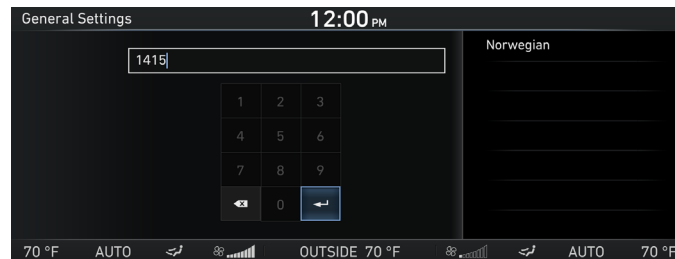 General Settings 12:00 PM
1415
Norwegian
1 2 3
4 5 6
7 8 9
0
70 °F AUTO OUTSIDE 70 °F AUTO 70 °F